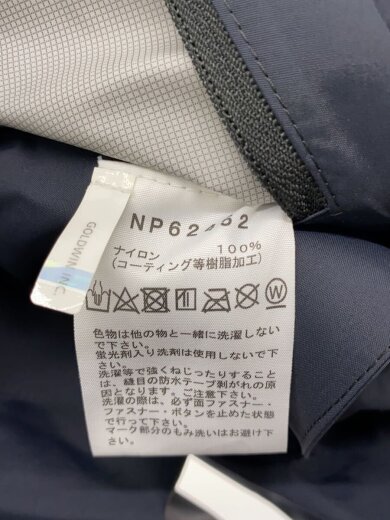 GOLDWIN INC.
ナイロン 100%
(コーティング等樹脂加工)
色物は他の物と一緒に洗濯しない
で下さい。
蛍光剤入り洗剤は使用しないで下
さい。
洗濯等で強くねじったりすることは、
縫目の防水テープ剥がれの原
因となります。ご注意下さい。
洗濯の際は、必ず面ファスナー・
ファスナー・ボタンを止めた状態
で行って下さい。
マーク部分のもみ洗いはお避け下
さい。